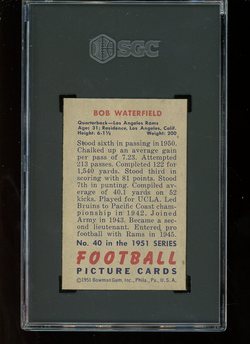 SGC
BOB WATERFIELD
Quarterback—Los Angeles Rams
Age: 31; Residence, Los Angeles, Calif.
Height: 6-1½ Weight: 200
Stood sixth in passing in 1950.
Chalked up an average gain
per pass of 7.23. Attempted
213 passes. Completed 122 for
1,540 yards. Stood third in
scoring with 81 points. Stood
7th in punting. Compiled av-
erage of 40.1 yards on 52
kicks. Played for UCLA. Led
Bruins to Pacific Coast cham-
pionship in 1942. Joined
Army in 1943. Became a sec-
ond lieutenant. Entered pro
football with Rams in 1945.
No. 40 in the 1951 SERIES
FOOTBALL
PICTURE CARDS
©1951 Bowman Gum, Inc., Phila., Pa., U.S.A.